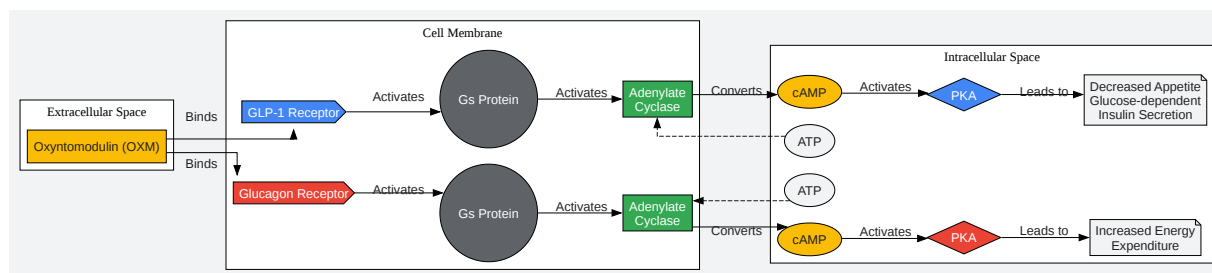 Cell Membrane
Intracellular Space
Extracellular Space
Oxyntomodulin (OXM)
Binds
Binds
GLP-1 Receptor
Activates
Gs Protein
Activates
Adenylate
Cyclase
Converts
cAMP
Activates
PKA
Leads to
Decreased Appetite
Glucose-dependent
Insulin Secretion
ATP
ATP
Glucagon Receptor
Activates
Gs Protein
Activates
Adenylate
Cyclase
Converts
cAMP
Activates
PKA
Leads to
Increased Energy
Expenditure